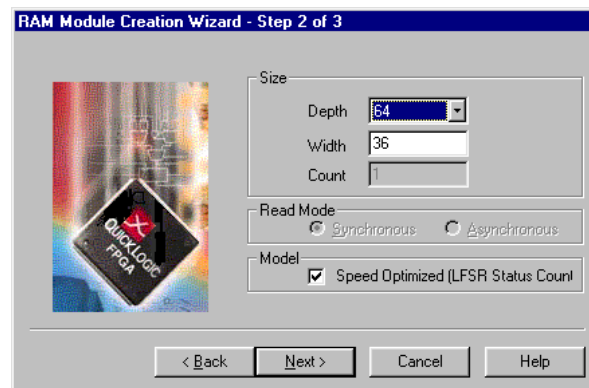 RAM Module Creation Wizard - Step 2 of 3
Size
Depth 64
Width 36
Count 1
Read Mode
Synchronous Asynchronous
Model
Speed Optimized (LFSR Status Count
QUICKLOGIC
FPGA
< Back Next > Cancel Help